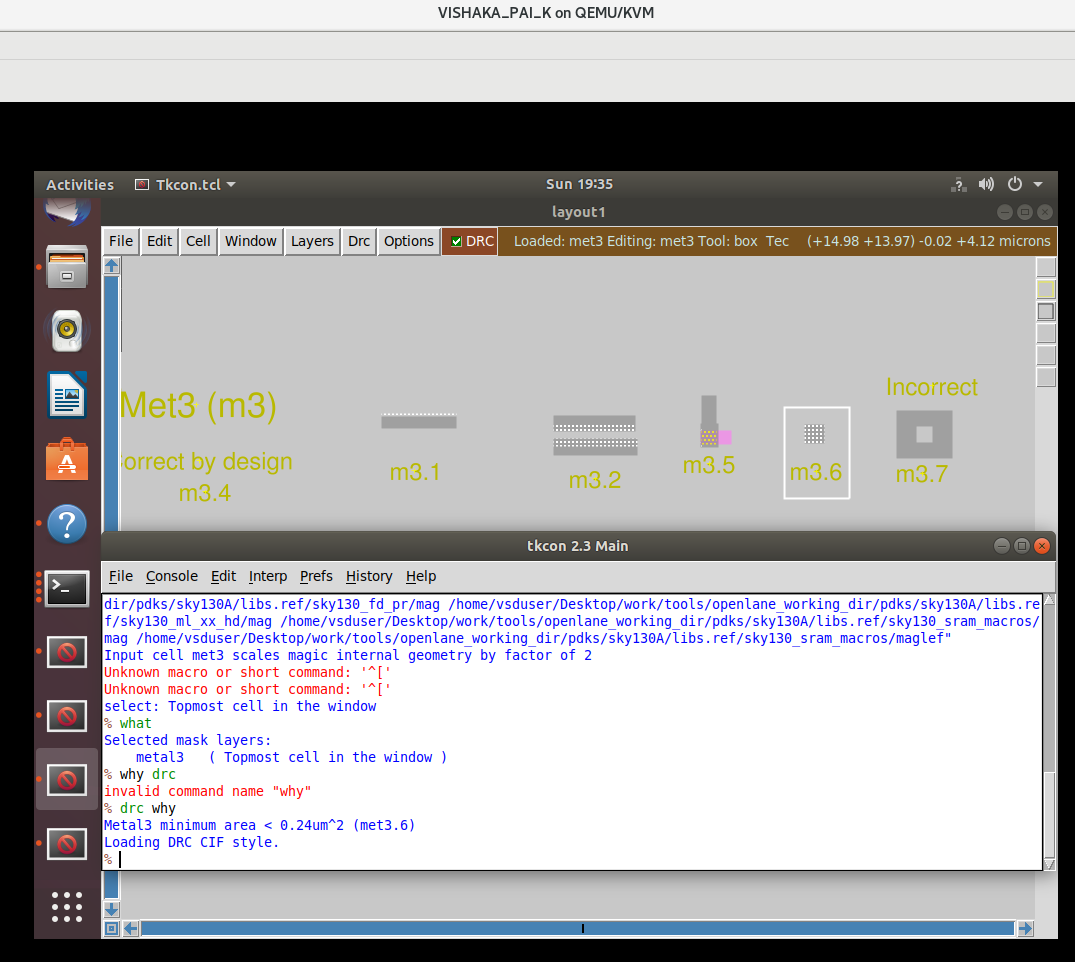 VISHAKA_PAI_K on QEMU/KVM
Activities Tkcon.tcl Sun 19:35
layout1
File Edit Cell Window Layers Drc Options DRC Loaded: met3 Editing: met3 Tool: box Tec (+14.98 +13.97) -0.02 +4.12 microns
Incorrect
Met3 (m3)
orrect by design
m3.4
m3.1
m3.2
m3.5
m3.6
m3.7
tkcon 2.3 Main
File Console Edit Interp Prefs History Help
dir/pdks/sky130A/libs.ref/sky130_fd_pr/mag /home/vsduser/Desktop/work/tools/openlane_working_dir/pdks/sky130A/libs.re
f/sky130_ml_xx_hd/mag /home/vsduser/Desktop/work/tools/openlane_working_dir/pdks/sky130A/libs.ref/sky130_sram_macros/
mag /home/vsduser/Desktop/work/tools/openlane_working_dir/pdks/sky130A/libs.ref/sky130_sram_macros/maglef"
Input cell met3 scales magic internal geometry by factor of 2
Unknown macro or short command: '^['
Unknown macro or short command: '^['
select: Topmost cell in the window
% what
Selected mask layers:
metal3 ( Topmost cell in the window )
% why drc
invalid command name "why"
% drc why
Metal3 minimum area < 0.24um^2 (met3.6)
Loading DRC CIF style.
%